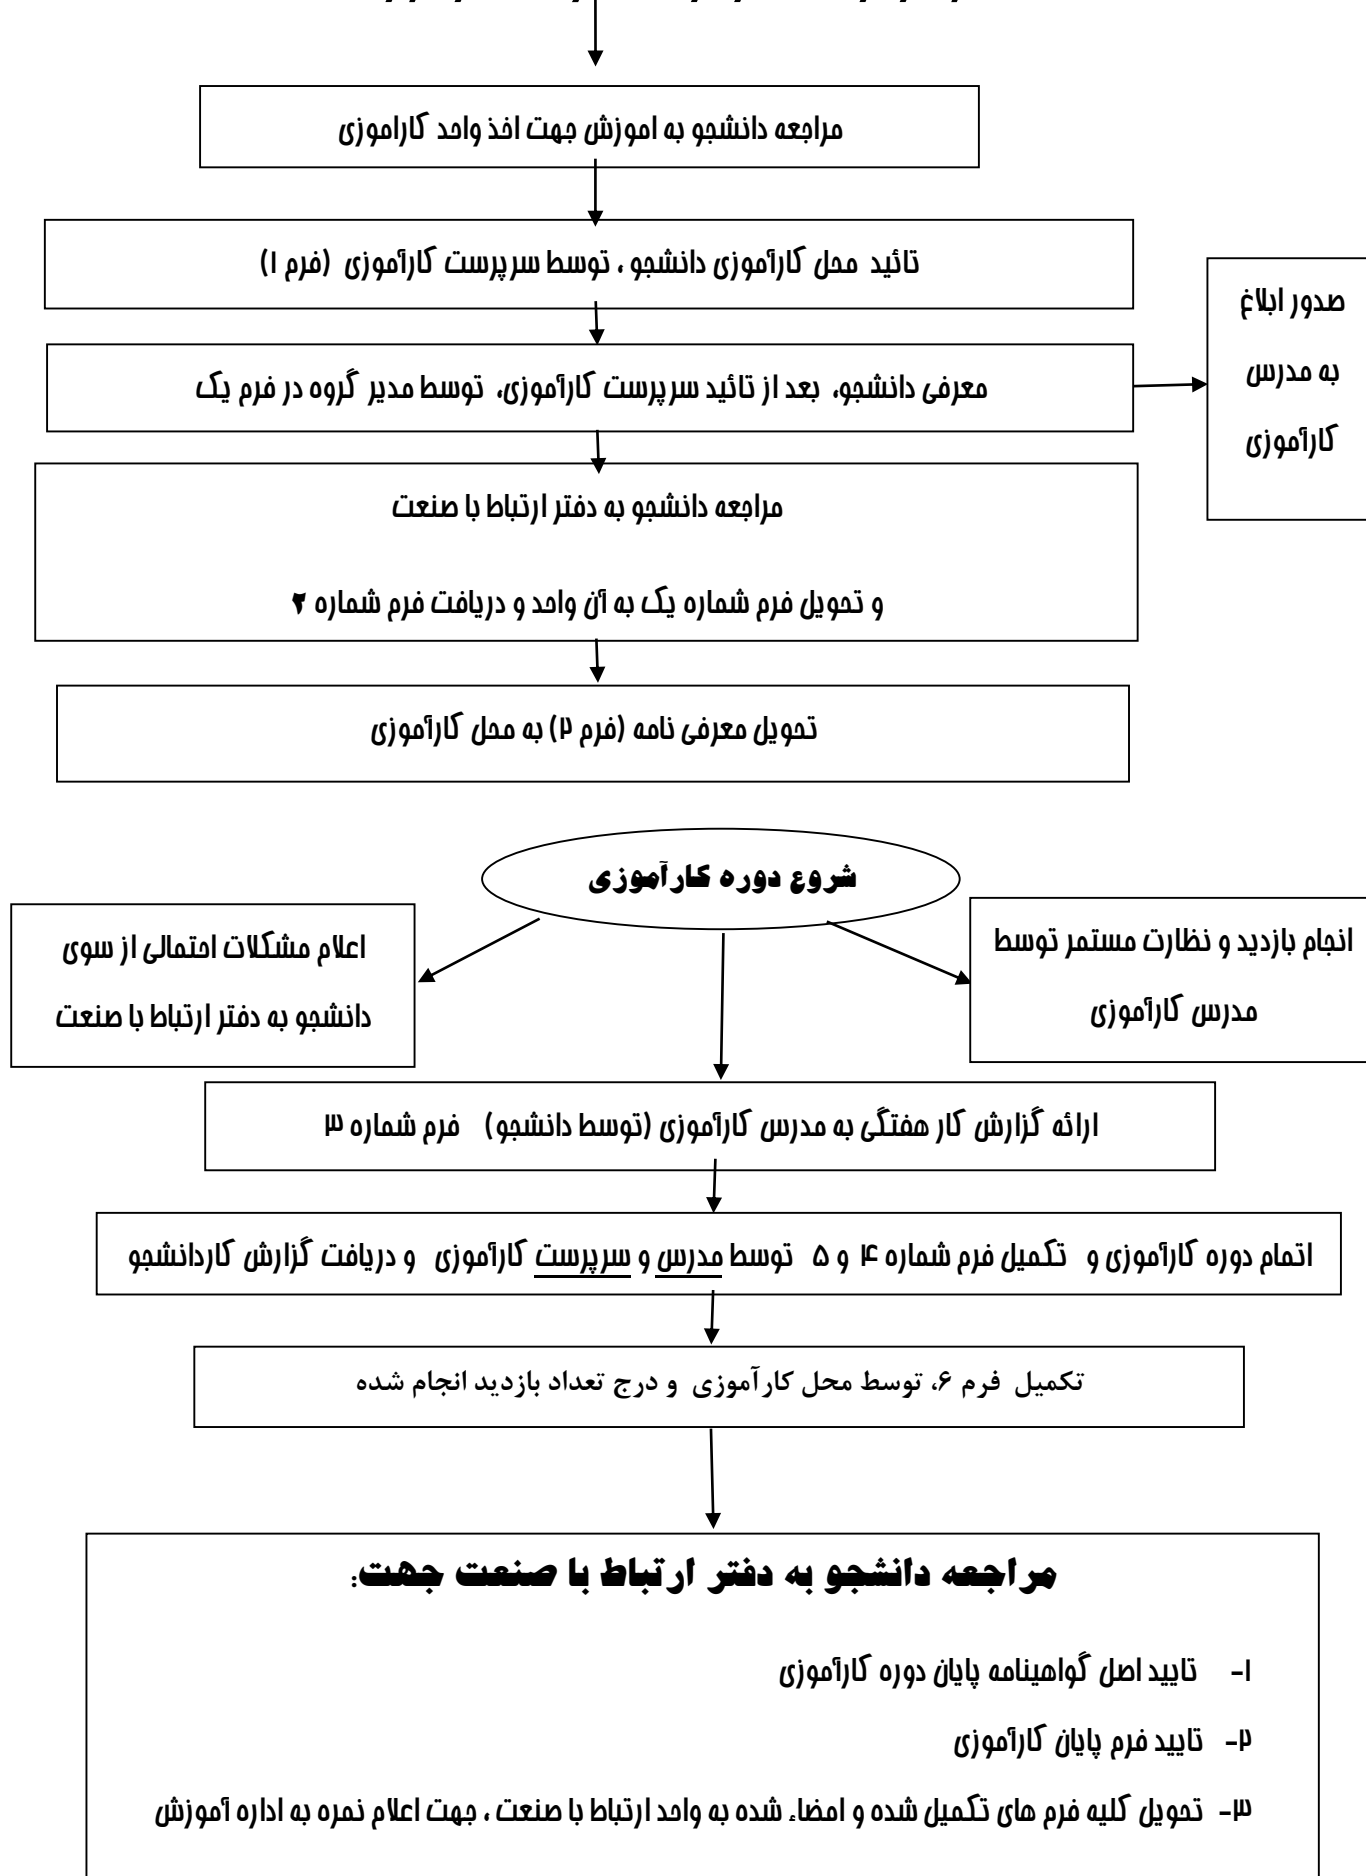 مراجعه دانشجو به اموزش جهت اخذ واحد کاراموزی
تائید محل کارآموزی دانشجو ، توسط سرپرست کارآموزی (فرم ۱)
معرفی دانشجو، بعد از تائید سرپرست کارآموزی، توسط مدیر گروه در فرم یک
صدور ابلاغ
به مدرس
کارآموزی
مراجعه دانشجو به دفتر ارتباط با صنعت
و تحویل فرم شماره یک به آن واحد و دریافت فرم شماره ۲
تحویل معرفی نامه (فرم ۲) به محل کارآموزی
شروع دوره کارآموزی
انجام بازدید و نظارت مستمر توسط
مدرس کارآموزی
اعلام مشکلات احتمالی از سوی
دانشجو به دفتر ارتباط با صنعت
ارائه گزارش کار هفتگی به مدرس کارآموزی (توسط دانشجو) فرم شماره ۳
اتمام دوره کارآموزی و تکمیل فرم شماره ۴ و ۵ توسط مدرس و سرپرست کارآموزی و دریافت گزارش کاردانشجو
تکمیل فرم ۶، توسط محل کارآموزی و درج تعداد بازدید انجام شده
مراجعه دانشجو به دفتر ارتباط با صنعت جهت:
۱- تایید اصل گواهینامه پایان دوره کارآموزی
۲- تایید فرم پایان کارآموزی
۳- تحویل کلیه فرم های تکمیل شده و امضاء شده به واحد ارتباط با صنعت ، جهت اعلام نمره به اداره آموزش